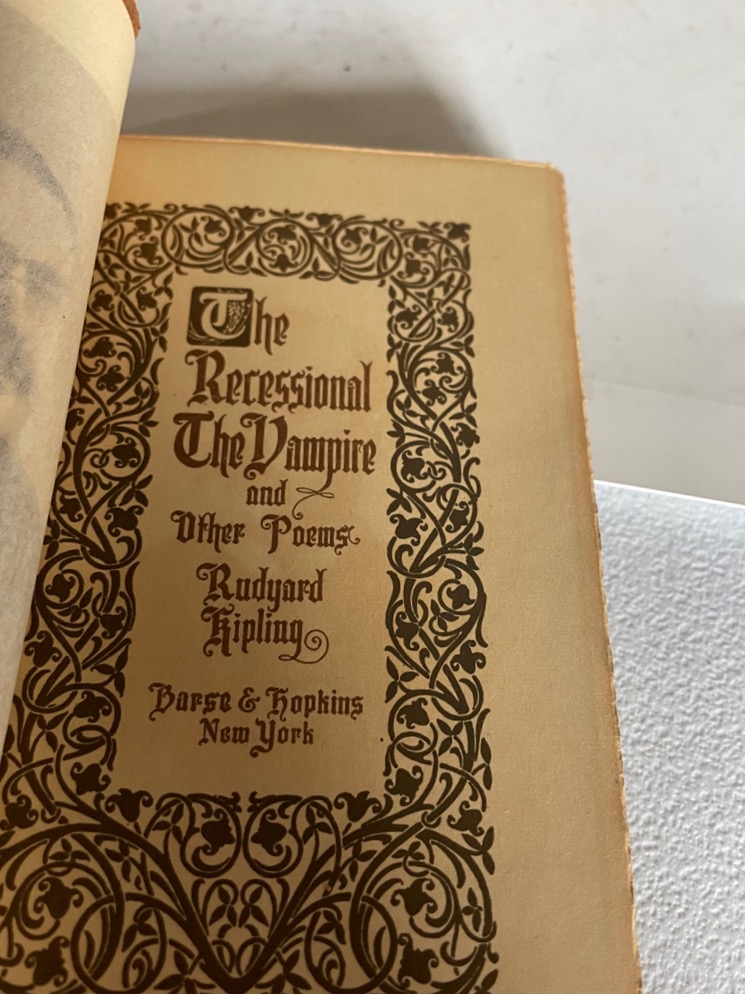 The
Recessional
The Vampire
and
Other Poems
Rudyard
Kipling
Barse & Hopkins
New York